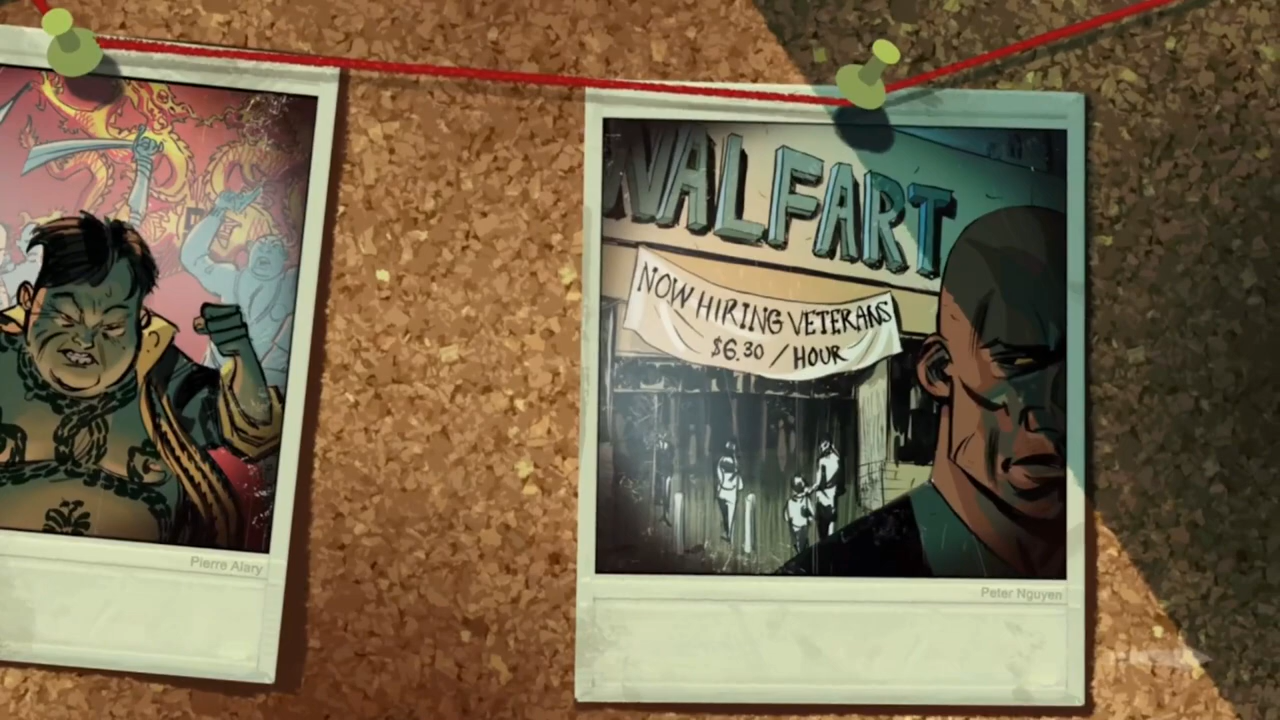 WALFART
NOW HIRING VETERANS
$6.30 / HOUR
Pierre Alary
Peter Nguyen